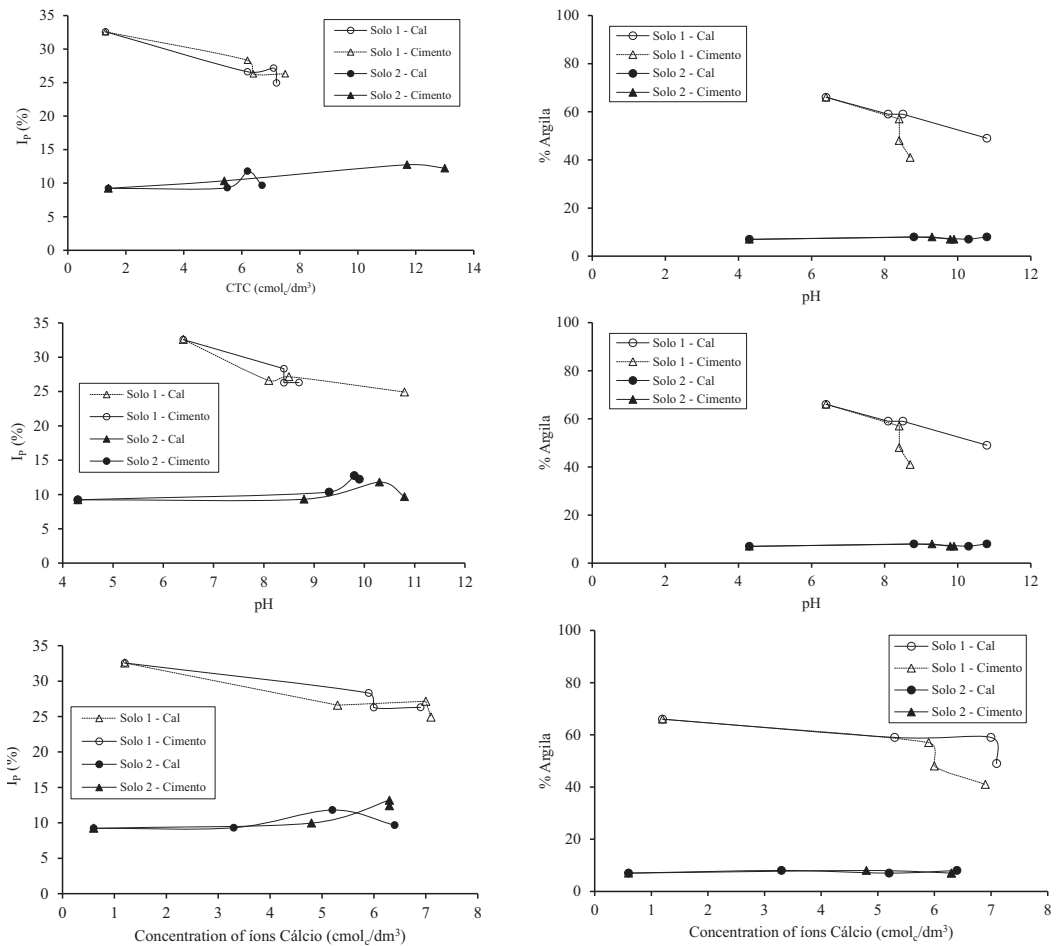 35
30
25
20
15
10
5
0
I_P (%)
Solo 1 - Cal
Solo 1 - Cimento
Solo 2 - Cal
Solo 2 - Cimento
0 2 4 6 8 10 12 14
CTC (cmol_c/dm³)
100
80
60
40
20
0
% Argila
Solo 1 - Cal
Solo 1 - Cimento
Solo 2 - Cal
Solo 2 - Cimento
0 2 4 6 8 10 12
pH
35
30
25
20
15
10
5
0
I_P (%)
Solo 1 - Cal
Solo 1 - Cimento
Solo 2 - Cal
Solo 2 - Cimento
4 5 6 7 8 9 10 11 12
pH
100
80
60
40
20
0
% Argila
Solo 1 - Cal
Solo 1 - Cimento
Solo 2 - Cal
Solo 2 - Cimento
0 2 4 6 8 10 12
pH
35
30
25
20
15
10
5
0
I_P (%)
Solo 1 - Cal
Solo 1 - Cimento
Solo 2 - Cal
Solo 2 - Cimento
0 1 2 3 4 5 6 7 8
Concentration of íons Cálcio (cmol_c/dm³)
100
80
60
40
20
0
% Argila
Solo 1 - Cal
Solo 1 - Cimento
Solo 2 - Cal
Solo 2 - Cimento
0 1 2 3 4 5 6 7 8
Concentration of íons Cálcio (cmol_c/dm³)